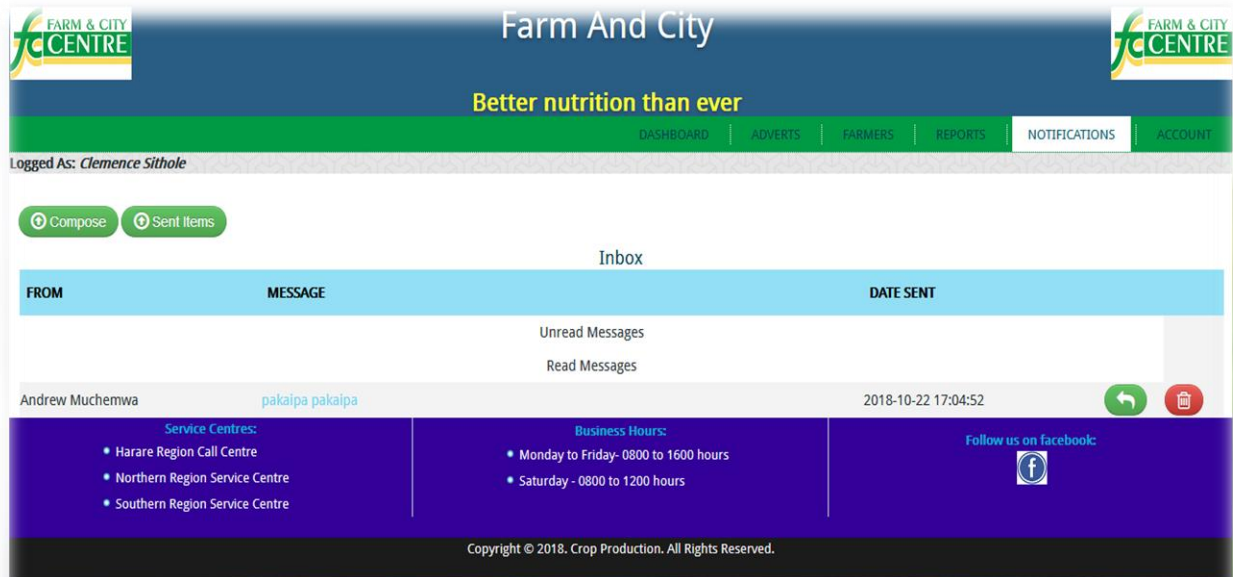 FARM & CITY
CENTRE
Farm And City
FARM & CITY
CENTRE
Better nutrition than ever
DASHBOARD ADVERTS FARMERS REPORTS NOTIFICATIONS ACCOUNT
Logged As: Clemence Sithole
Compose Sent Items
Inbox
FROM MESSAGE DATE SENT
Unread Messages
Read Messages
Andrew Muchemwa pakaipa pakaipa 2018-10-22 17:04:52
Service Centres:
Harare Region Call Centre
Northern Region Service Centre
Southern Region Service Centre
Business Hours:
Monday to Friday- 0800 to 1600 hours
Saturday - 0800 to 1200 hours
Follow us on facebook:
f
Copyright © 2018. Crop Production. All Rights Reserved.